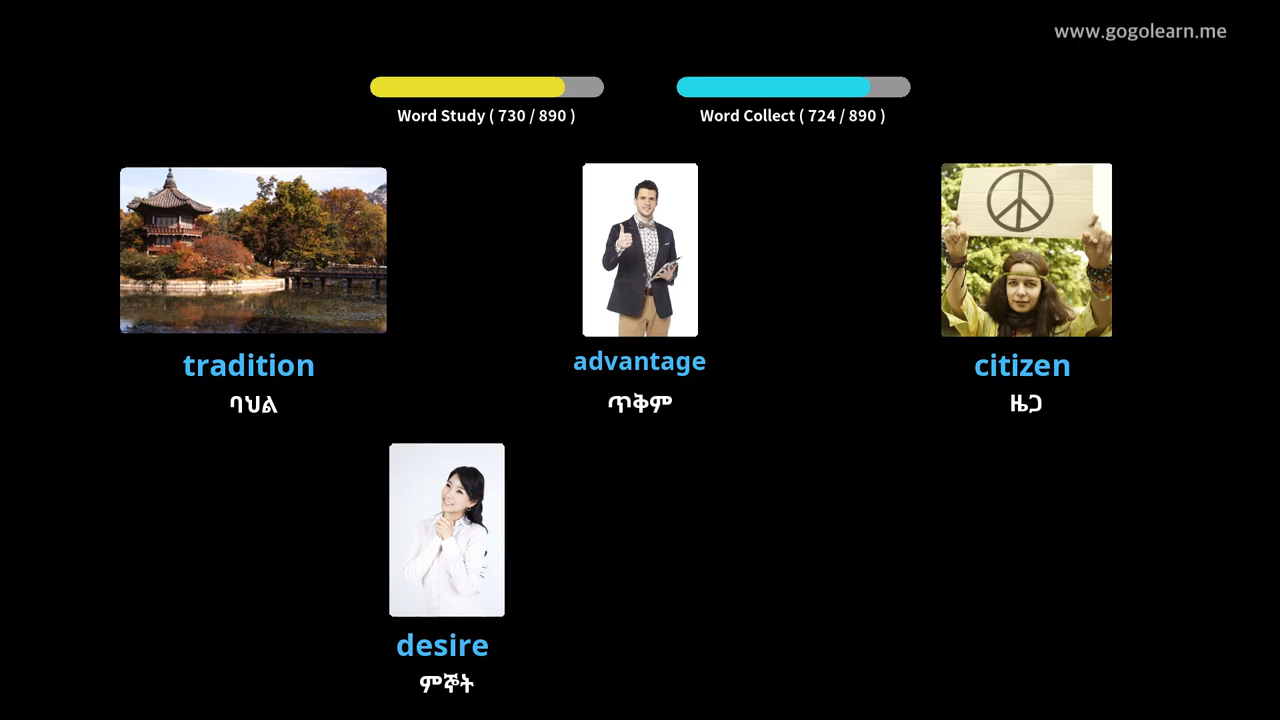 www.gogolearn.me
Word Study ( 730 / 890 )
Word Collect ( 724 / 890 )
tradition
ባህል
advantage
ጥቅም
citizen
ዜጋ
desire
ምኞት